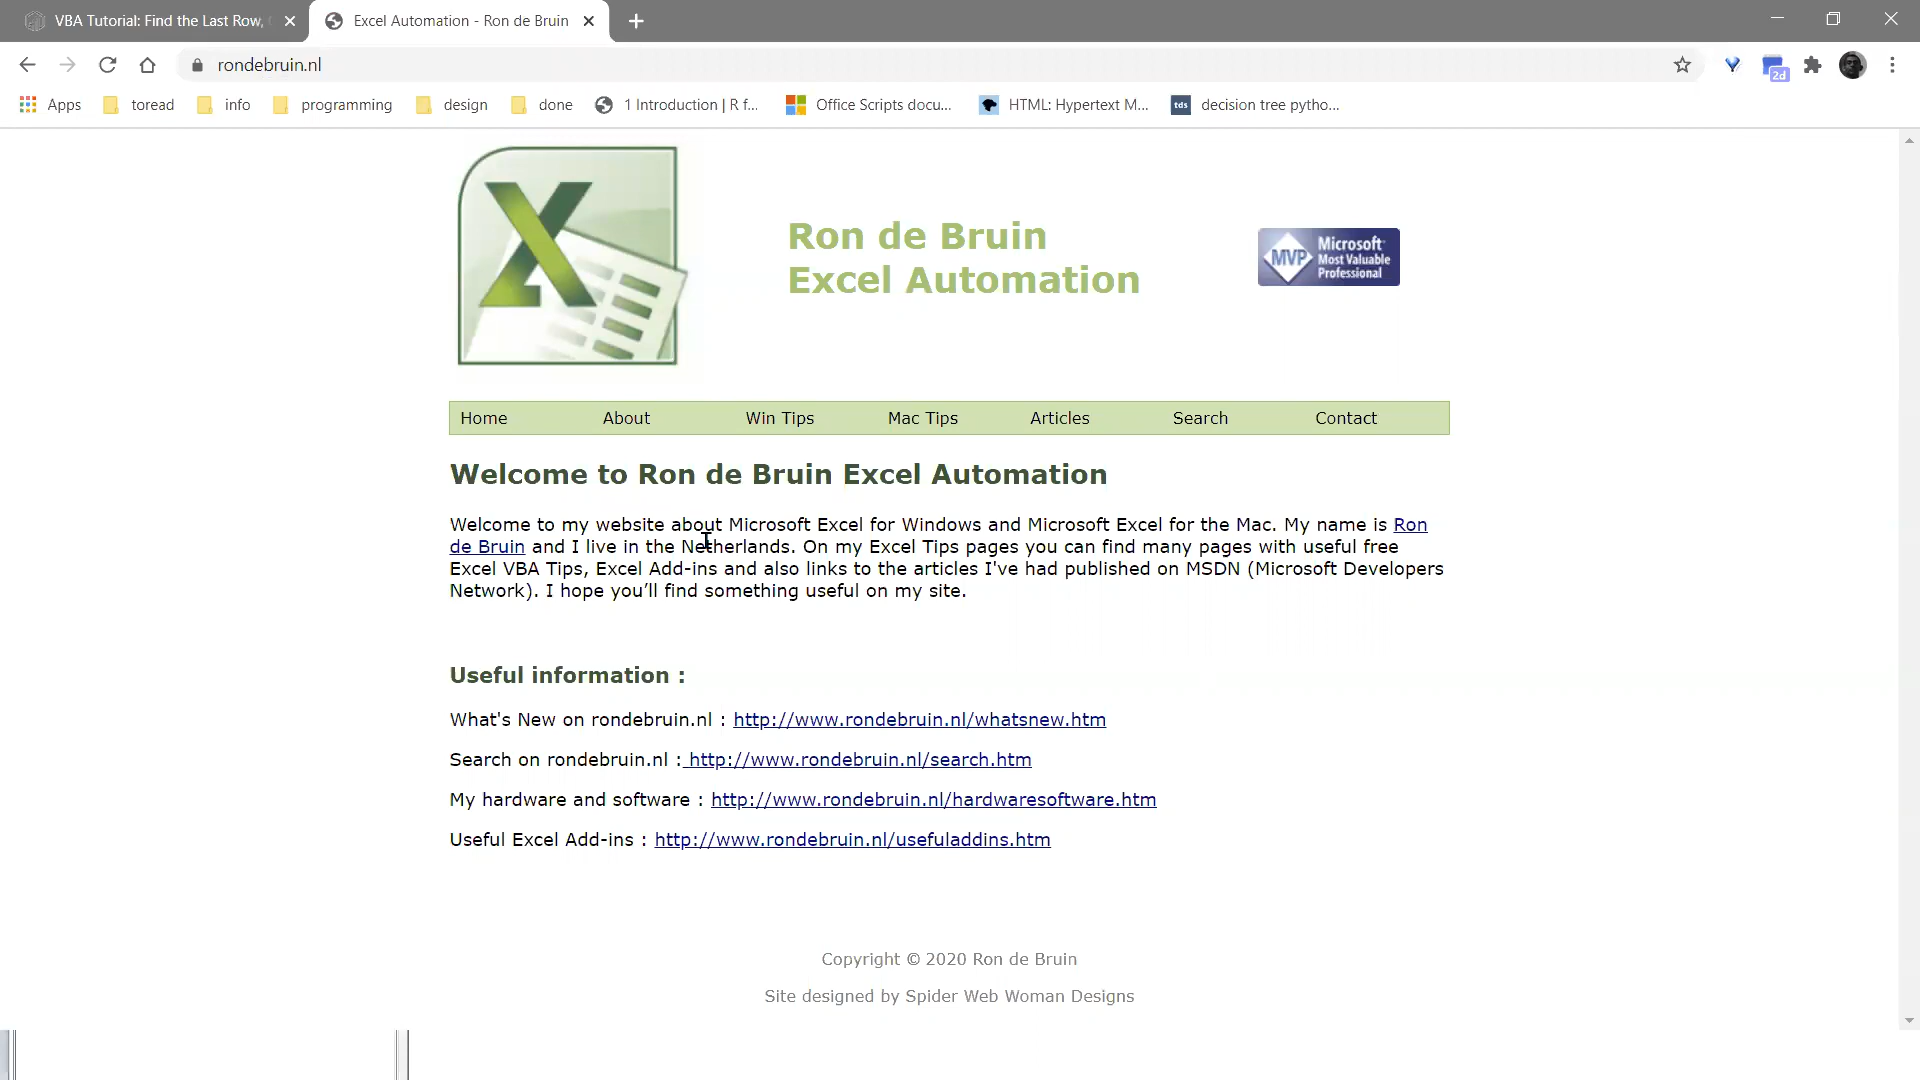 VBA Tutorial: Find the Last Row,
Excel Automation - Ron de Bruin
rondebruin.nl
2d
Apps toread info programming design done 1 Introduction | R f... Office Scripts docu... HTML: Hypertext M... tds decision tree pytho...
Ron de Bruin
Excel Automation
MVP Microsoft Most Valuable Professional
Home About Win Tips Mac Tips Articles Search Contact
Welcome to Ron de Bruin Excel Automation
Welcome to my website about Microsoft Excel for Windows and Microsoft Excel for the Mac. My name is Ron
de Bruin and I live in the Netherlands. On my Excel Tips pages you can find many pages with useful free
Excel VBA Tips, Excel Add-ins and also links to the articles I've had published on MSDN (Microsoft Developers
Network). I hope you’ll find something useful on my site.
Useful information :
What's New on rondebruin.nl : http://www.rondebruin.nl/whatsnew.htm
Search on rondebruin.nl : http://www.rondebruin.nl/search.htm
My hardware and software : http://www.rondebruin.nl/hardwaresoftware.htm
Useful Excel Add-ins : http://www.rondebruin.nl/usefuladdins.htm
Copyright © 2020 Ron de Bruin
Site designed by Spider Web Woman Designs